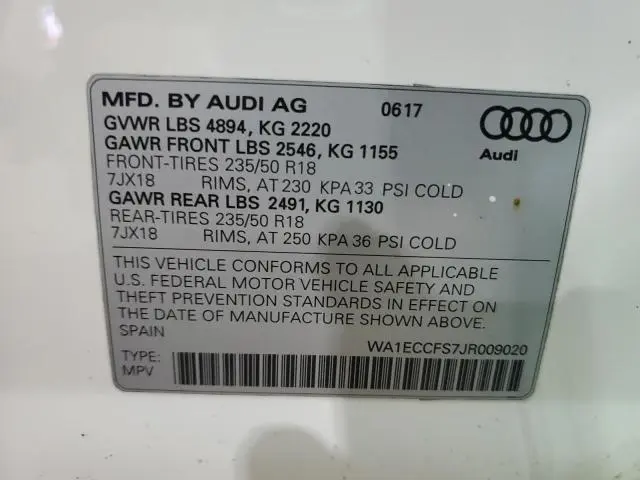 MFD. BY AUDI AG 0617
GVWR LBS 4894, KG 2220
GAWR FRONT LBS 2546, KG 1155
Audi
FRONT-TIRES 235/50 R18
7JX18 RIMS, AT 230 KPA 33 PSI COLD
GAWR REAR LBS 2491, KG 1130
REAR-TIRES 235/50 R18
7JX18 RIMS, AT 250 KPA 36 PSI COLD
THIS VEHICLE CONFORMS TO ALL APPLICABLE
U.S. FEDERAL MOTOR VEHICLE SAFETY AND
THEFT PREVENTION STANDARDS IN EFFECT ON
THE DATE OF MANUFACTURE SHOWN ABOVE.
SPAIN
WA1ECCFS7JR009020
TYPE:
MPV